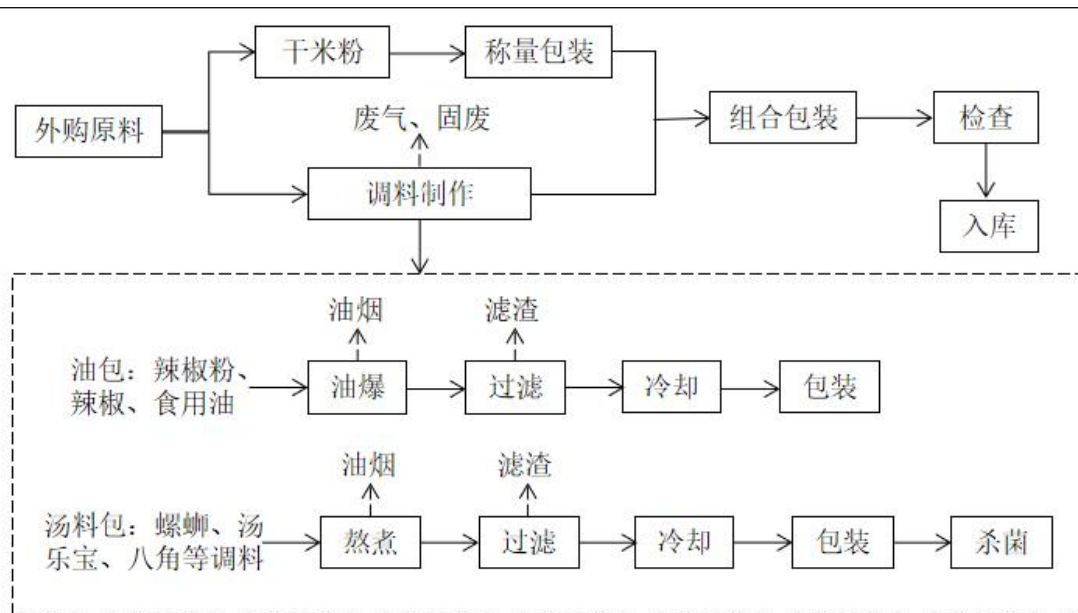 干米粉
称量包装
外购原料
废气、固废
组合包装
检查
调料制作
入库
油烟
滤渣
油包：辣椒粉、
辣椒、食用油
油爆
过滤
冷却
包装
油烟
滤渣
汤料包：螺蛳、汤
乐宝、八角等调料
熬煮
过滤
冷却
包装
杀菌